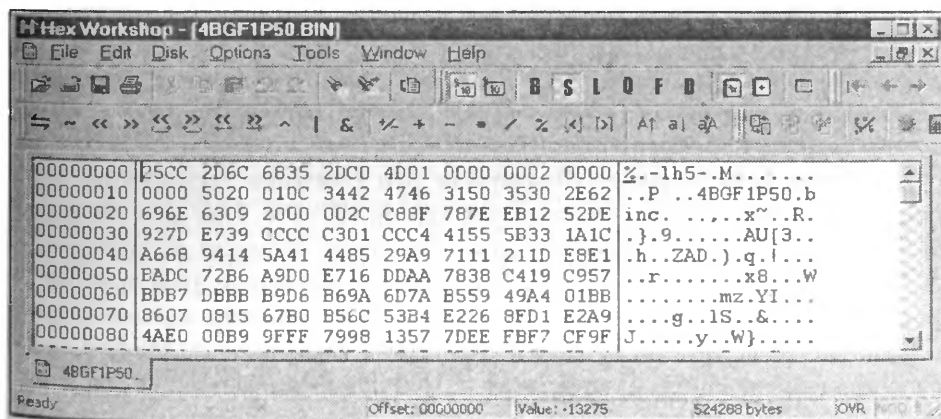 Hex Workshop - [4BGF1P50.BIN]
File Edit Disk Options Tools Window Help
B S L Q F D
<< >> ^ | & +/- + - * / %
00000000 25CC 2D6C 6835 2DC0 4D01 0000 0002 0000 %.-lh5-.M.......
00000010 0000 5020 010C 3442 4746 3150 3530 2E62 ..P ..4BGF1P50.b
00000020 696E 6309 2000 002C C88F 787E EB12 52DE inc. ..,..x~..R.
00000030 927D E739 CCCC C301 CCC4 4155 5B33 1A1C .}.9......AU[3..
00000040 A668 9414 5A41 4485 29A9 7111 211D E8E1 .h..ZAD.).q.!...
00000050 BADC 72B6 A9D0 E716 DDAA 7838 C419 C957 ..r.......x8...W
00000060 BDB7 DBBB B9D6 B69A 6D7A B559 49A4 01BB ........mz.YI...
00000070 8607 0815 67B0 B56C 53B4 E226 8FD1 E2A9 ....g..lS..&....
00000080 4AE0 00B9 9FFF 7998 1357 7DEE FBF7 CF9F J.....y..W}.....
4BGF1P50
Ready Offset: 00000000 Value: -13275 524288 bytes OVR